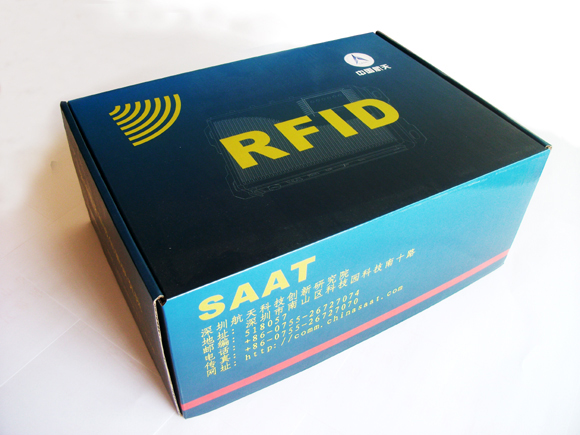 中国航天
RFID
SAAT
深圳航天科技创新研究院
地址: 深圳市南山区科技园科技南十路
邮编: 518057
电话: +86-0755-26727074
传真: +86-0755-26727070
网址: http://comm.chinasaat.com